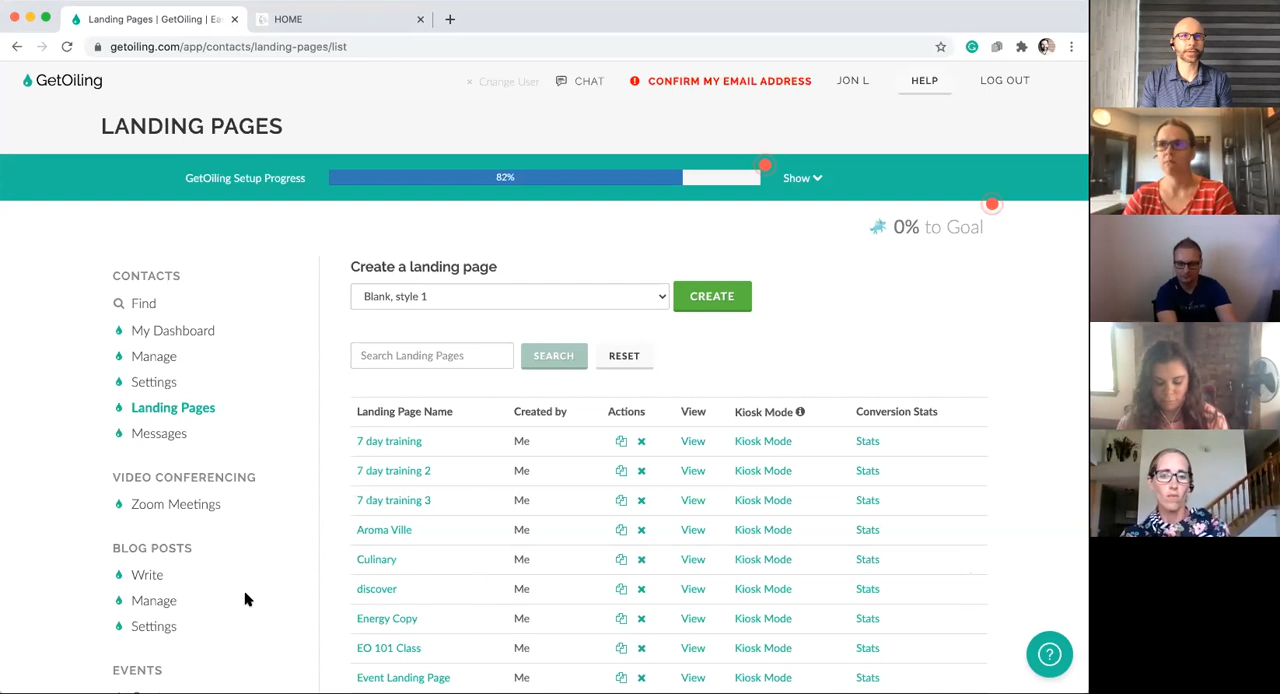 Landing Pages | GetOiling | Ea
HOME
getoiling.com/app/contacts/landing-pages/list
GetOiling
Change User
CHAT
CONFIRM MY EMAIL ADDRESS
JON L
HELP
LOG OUT
LANDING PAGES
GetOiling Setup Progress
82%
Show
0% to Goal
CONTACTS
Find
My Dashboard
Manage
Settings
Landing Pages
Messages
VIDEO CONFERENCING
Zoom Meetings
BLOG POSTS
Write
Manage
Settings
EVENTS
Create a landing page
Blank, style 1
CREATE
Search Landing Pages
SEARCH
RESET
Landing Page Name Created by Actions View Kiosk Mode Conversion Stats
7 day training Me View Kiosk Mode Stats
7 day training 2 Me View Kiosk Mode Stats
7 day training 3 Me View Kiosk Mode Stats
Aroma Ville Me View Kiosk Mode Stats
Culinary Me View Kiosk Mode Stats
discover Me View Kiosk Mode Stats
Energy Copy Me View Kiosk Mode Stats
EO 101 Class Me View Kiosk Mode Stats
Event Landing Page Me View Kiosk Mode Stats